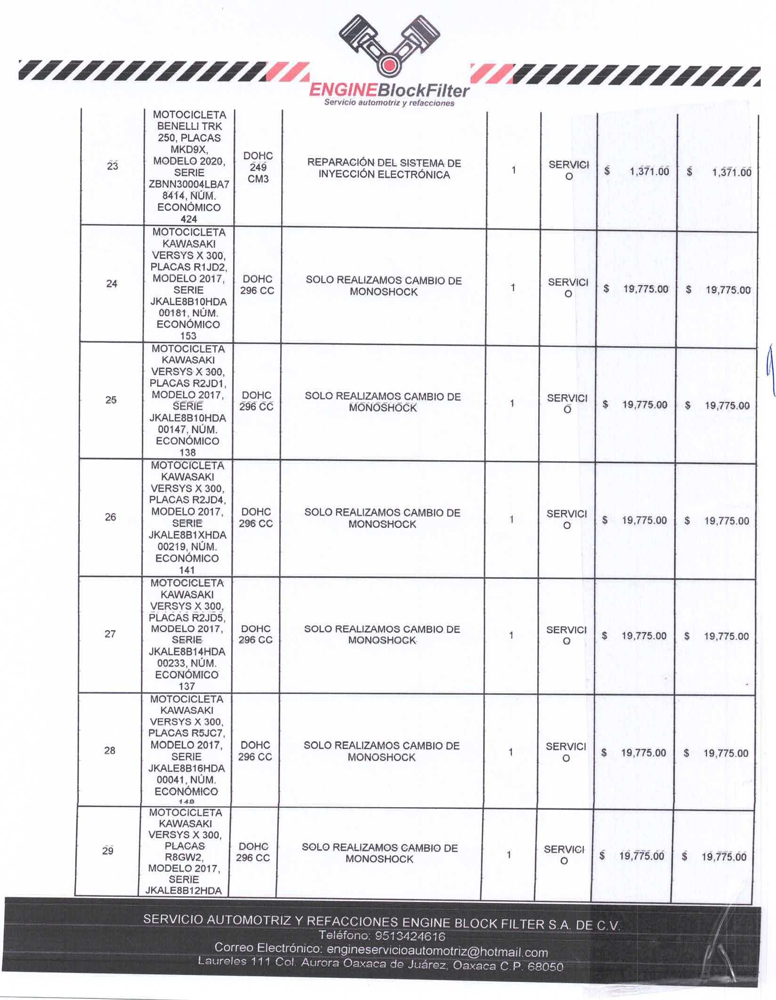 ENGINEBlockFilter
Servicio automotriz y refacciones
23
MOTOCICLETA
BENELLI TRK
250, PLACAS
MKD9X,
MODELO 2020,
SERIE
ZBNN30004LBA7
8414, NÚM.
ECONÓMICO
424
DOHC
249
CM3
REPARACIÓN DEL SISTEMA DE
INYECCIÓN ELECTRÓNICA
1
SERVICI
O
$ 1,371.00
$ 1,371.00
24
MOTOCICLETA
KAWASAKI
VERSYS X 300,
PLACAS R1JD2,
MODELO 2017,
SERIE
JKALE8B10HDA
00181, NÚM.
ECONÓMICO
153
DOHC
296 CC
SOLO REALIZAMOS CAMBIO DE
MONOSHOCK
1
SERVICI
O
$ 19,775.00
$ 19,775.00
25
MOTOCICLETA
KAWASAKI
VERSYS X 300,
PLACAS R2JD1,
MODELO 2017,
SERIE
JKALE8B10HDA
00147, NÚM.
ECONÓMICO
138
DOHC
296 CC
SOLO REALIZAMOS CAMBIO DE
MONOSHOCK
1
SERVICI
O
$ 19,775.00
$ 19,775.00
26
MOTOCICLETA
KAWASAKI
VERSYS X 300,
PLACAS R2JD4,
MODELO 2017,
SERIE
JKALE8B1XHDA
00219, NÚM.
ECONÓMICO
141
DOHC
296 CC
SOLO REALIZAMOS CAMBIO DE
MONOSHOCK
1
SERVICI
O
$ 19,775.00
$ 19,775.00
27
MOTOCICLETA
KAWASAKI
VERSYS X 300,
PLACAS R2JD5,
MODELO 2017,
SERIE
JKALE8B14HDA
00233, NÚM.
ECONÓMICO
137
DOHC
296 CC
SOLO REALIZAMOS CAMBIO DE
MONOSHOCK
1
SERVICI
O
$ 19,775.00
$ 19,775.00
28
MOTOCICLETA
KAWASAKI
VERSYS X 300,
PLACAS R5JC7,
MODELO 2017,
SERIE
JKALE8B16HDA
00041, NÚM.
ECONÓMICO
DOHC
296 CC
SOLO REALIZAMOS CAMBIO DE
MONOSHOCK
1
SERVICI
O
$ 19,775.00
$ 19,775.00
29
MOTOCICLETA
KAWASAKI
VERSYS X 300,
PLACAS
R8GW2,
MODELO 2017,
SERIE
JKALE8B12HDA
DOHC
296 CC
SOLO REALIZAMOS CAMBIO DE
MONOSHOCK
1
SERVICI
O
$ 19,775.00
$ 19,775.00
SERVICIO AUTOMOTRIZ Y REFACCIONES ENGINE BLOCK FILTER S.A. DE C.V.
Teléfono: 9513424616
Correo Electrónico: engineservicioautomotriz@hotmail.com
Laureles 111 Col. Aurora Oaxaca de Juárez, Oaxaca C.P. 68050